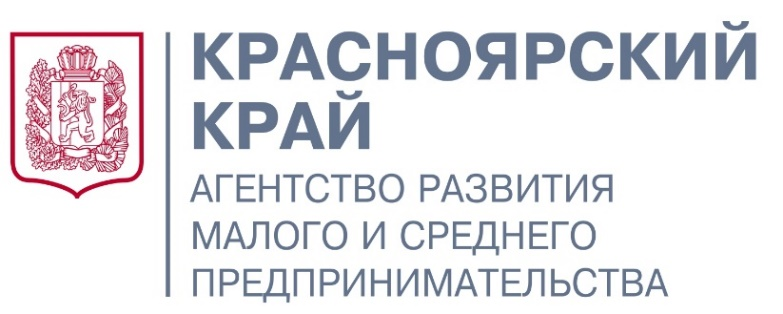 КРАСНОЯРСКИЙ
КРАЙ
АГЕНТСТВО РАЗВИТИЯ
МАЛОГО И СРЕДНЕГО
ПРЕДПРИНИМАТЕЛЬСТВА